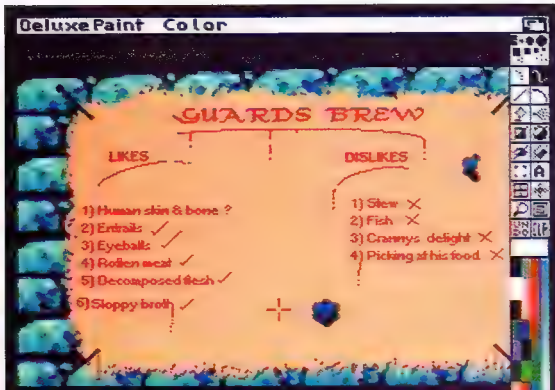 DeluxePaint Color
GUARDS BREW
LIKES
1) Human skin & bone ?
2) Entrails ✓
3) Eyeballs ✓
4) Rotten meat ✓
5) Decomposed flesh ✓
6) Sloppy broth ✓
DISLIKES
1) Stew ×
2) Fish ×
3) Crannys delight ×
4) Picking at his food ×
A